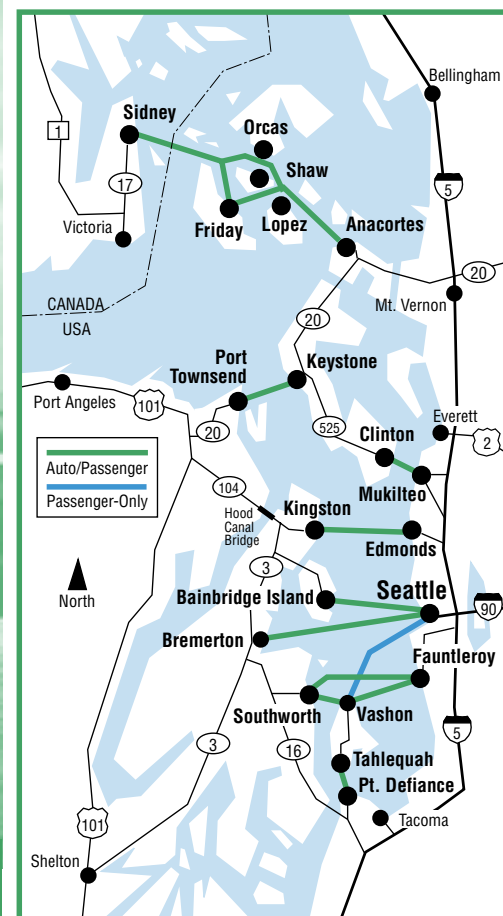 Bellingham
Sidney
1
Orcas
Shaw
17
5
Victoria
Friday
Lopez
Anacortes
20
CANADA
USA
Mt. Vernon
20
Port
Townsend
Keystone
Port Angeles
101
20
525
Everett
2
Clinton
Auto/Passenger
Passenger-Only
Mukilteo
104
Kingston
Hood
Canal
Bridge
Edmonds
3
North
Bainbridge Island
Seattle
90
Bremerton
Fauntleroy
Southworth
Vashon
5
3
16
Tahlequah
Pt. Defiance
101
Tacoma
Shelton